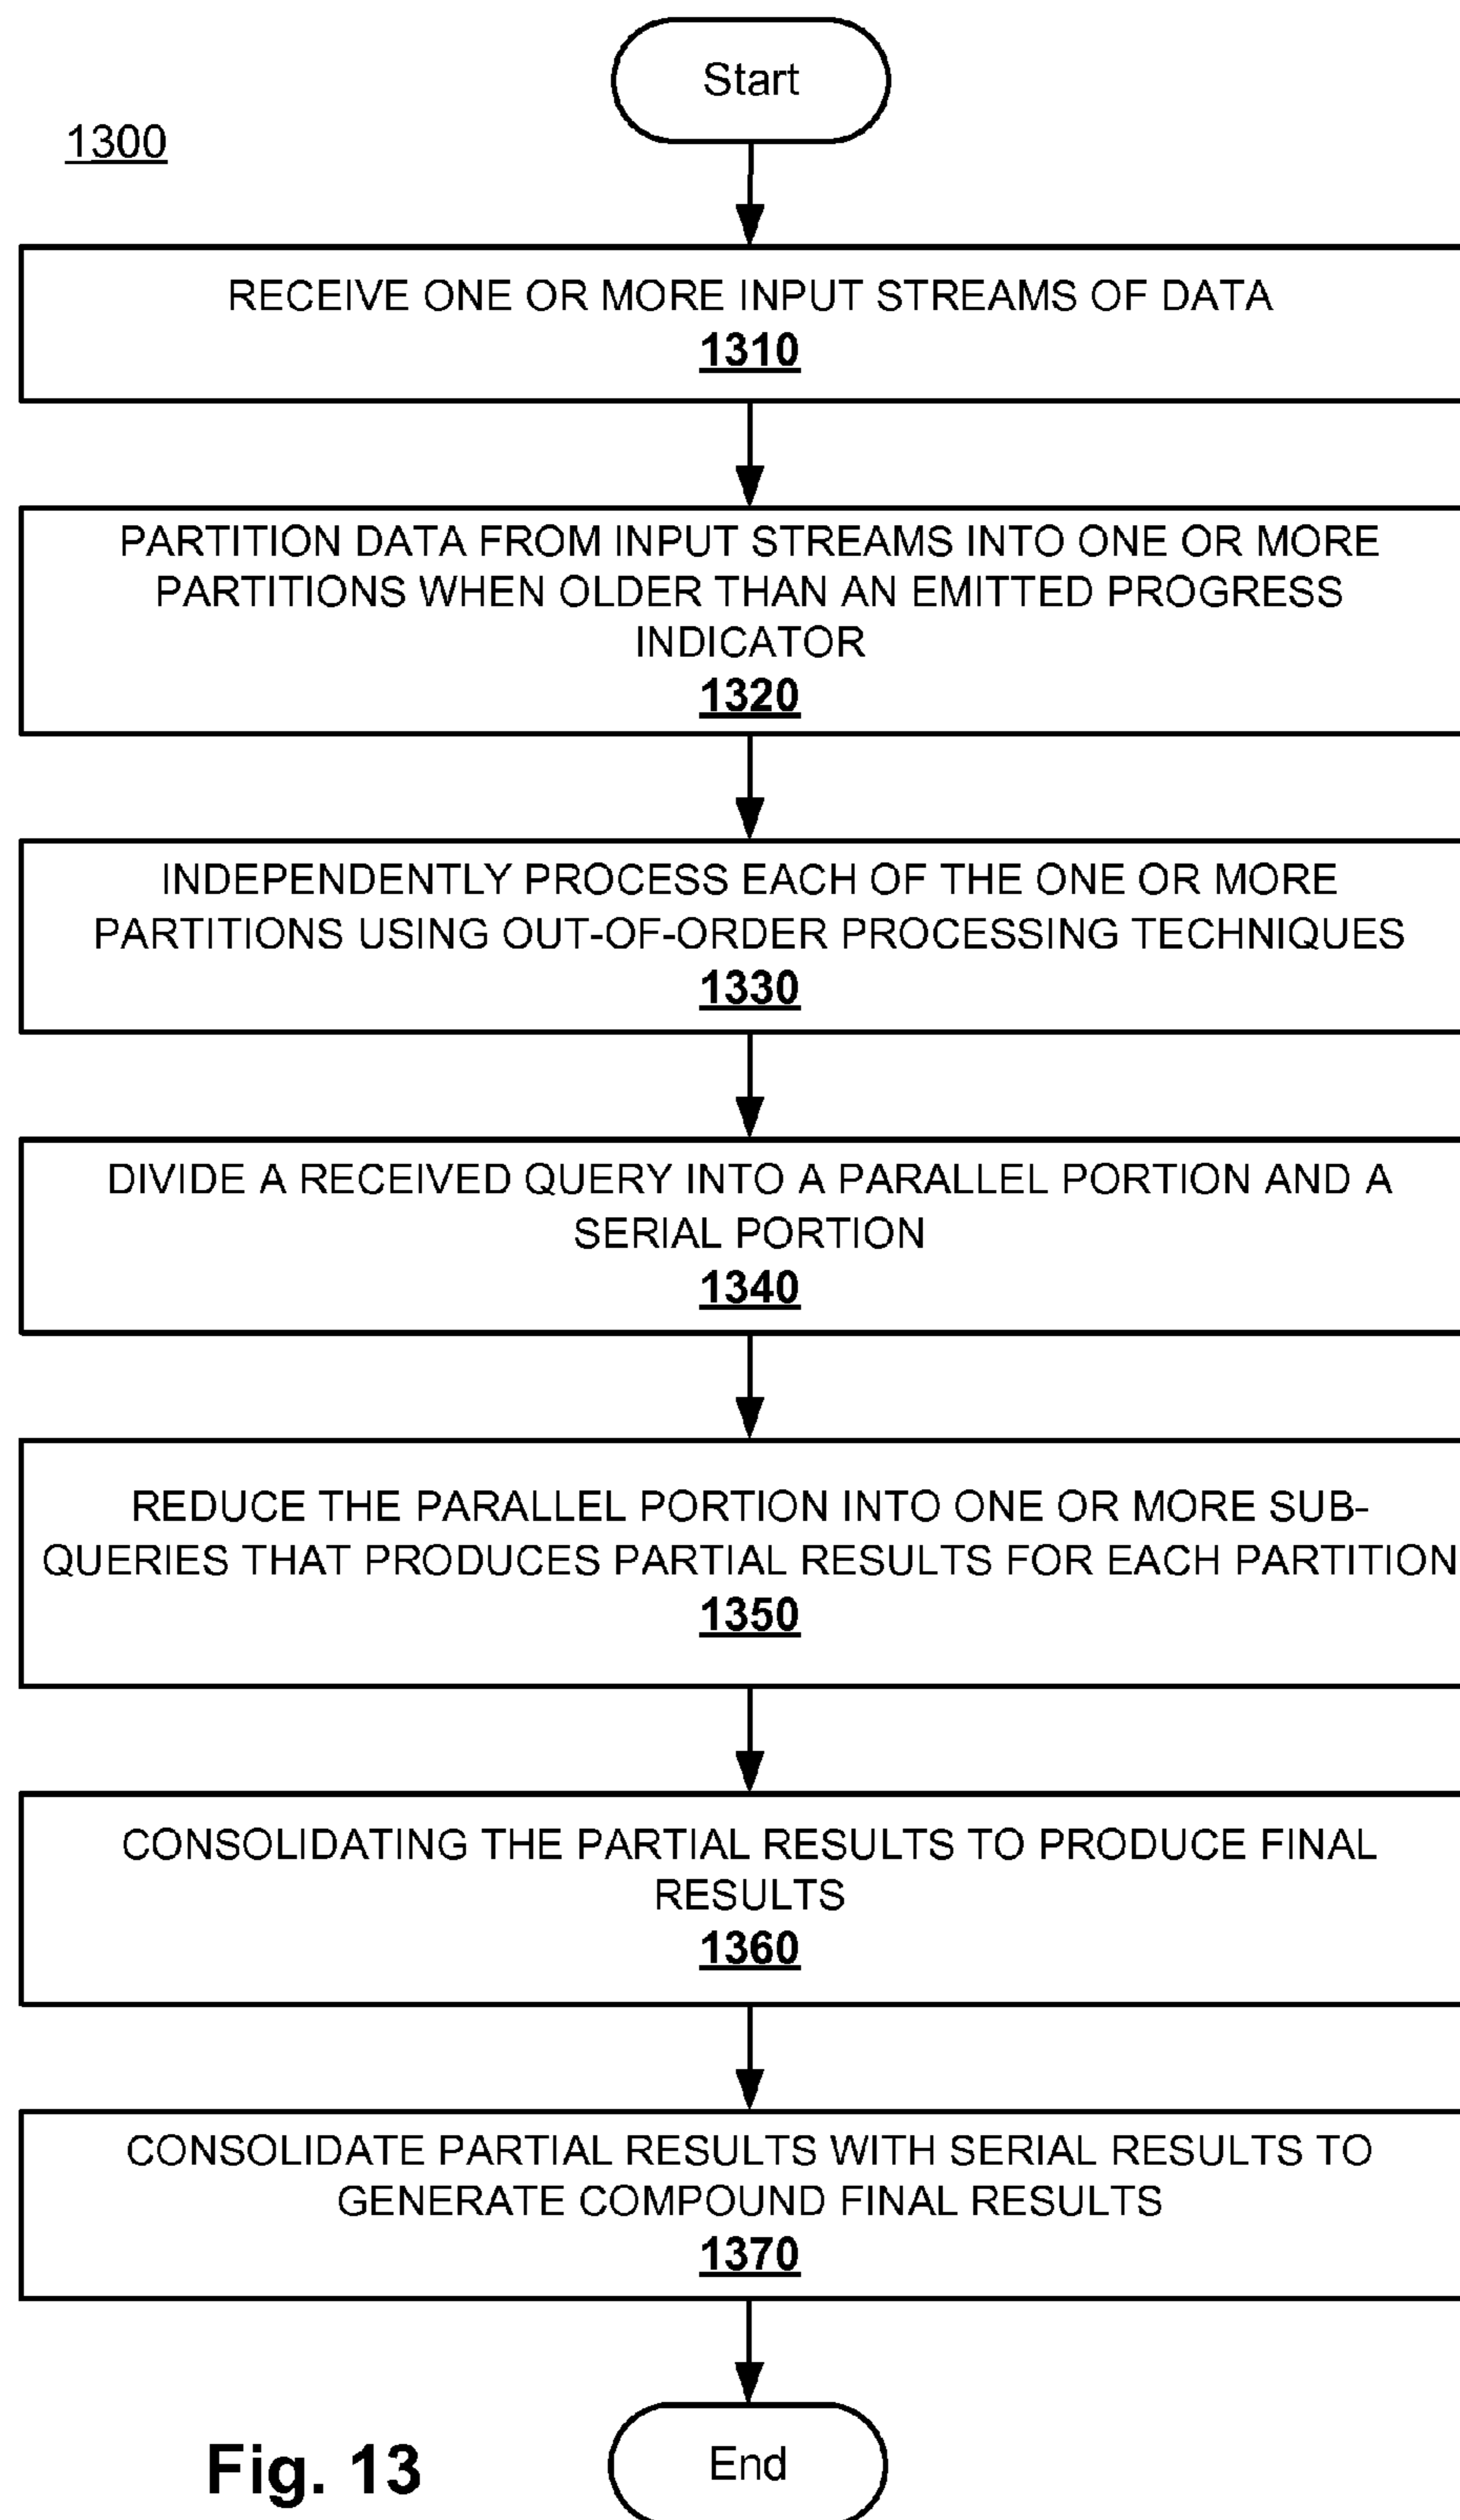 Start
1300
RECEIVE ONE OR MORE INPUT STREAMS OF DATA
1310
PARTITION DATA FROM INPUT STREAMS INTO ONE OR MORE
PARTITIONS WHEN OLDER THAN AN EMITTED PROGRESS
INDICATOR
1320
INDEPENDENTLY PROCESS EACH OF THE ONE OR MORE
PARTITIONS USING OUT-OF-ORDER PROCESSING TECHNIQUES
1330
DIVIDE A RECEIVED QUERY INTO A PARALLEL PORTION AND A
SERIAL PORTION
1340
REDUCE THE PARALLEL PORTION INTO ONE OR MORE SUB-
QUERIES THAT PRODUCES PARTIAL RESULTS FOR EACH PARTITION
1350
CONSOLIDATING THE PARTIAL RESULTS TO PRODUCE FINAL
RESULTS
1360
CONSOLIDATE PARTIAL RESULTS WITH SERIAL RESULTS TO
GENERATE COMPOUND FINAL RESULTS
1370
End
Fig. 13